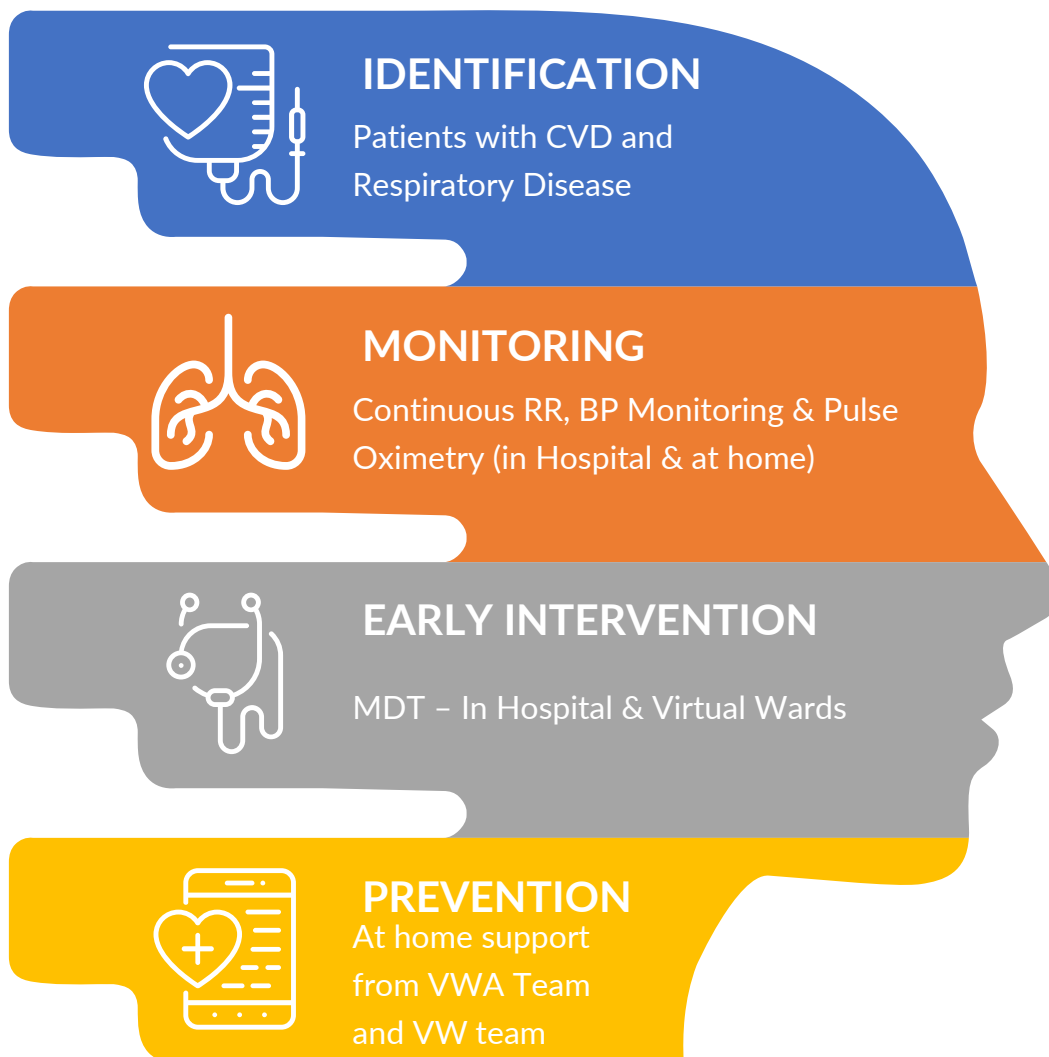 IDENTIFICATION
Patients with CVD and
Respiratory Disease
MONITORING
Continuous RR, BP Monitoring & Pulse
Oximetry (in Hospital & at home)
EARLY INTERVENTION
MDT – In Hospital & Virtual Wards
PREVENTION
At home support
from VWA Team
and VW team